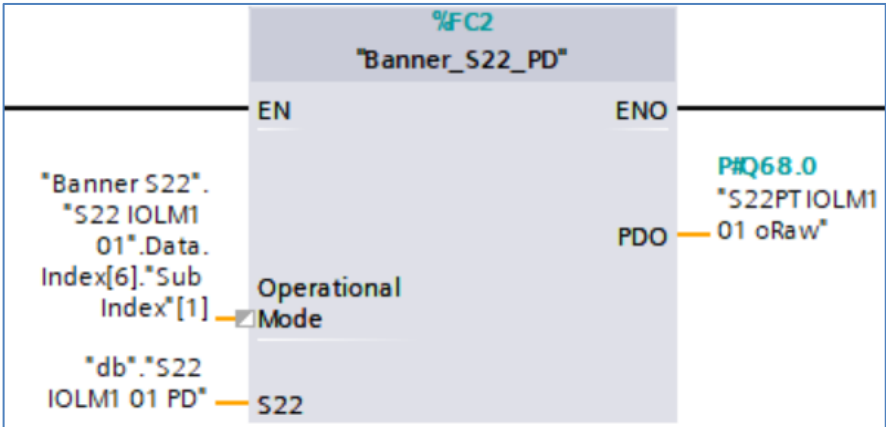 %FC2
"Banner_S22_PD"
EN
ENO
"Banner S22".
"S22 IOLM1
01".Data.
Index[6]."Sub
Index"[1]
Operational
Mode
"db"."S22
IOLM1 01 PD"
S22
PDO
P#Q68.0
"S22PT IOLM1
01 oRaw"